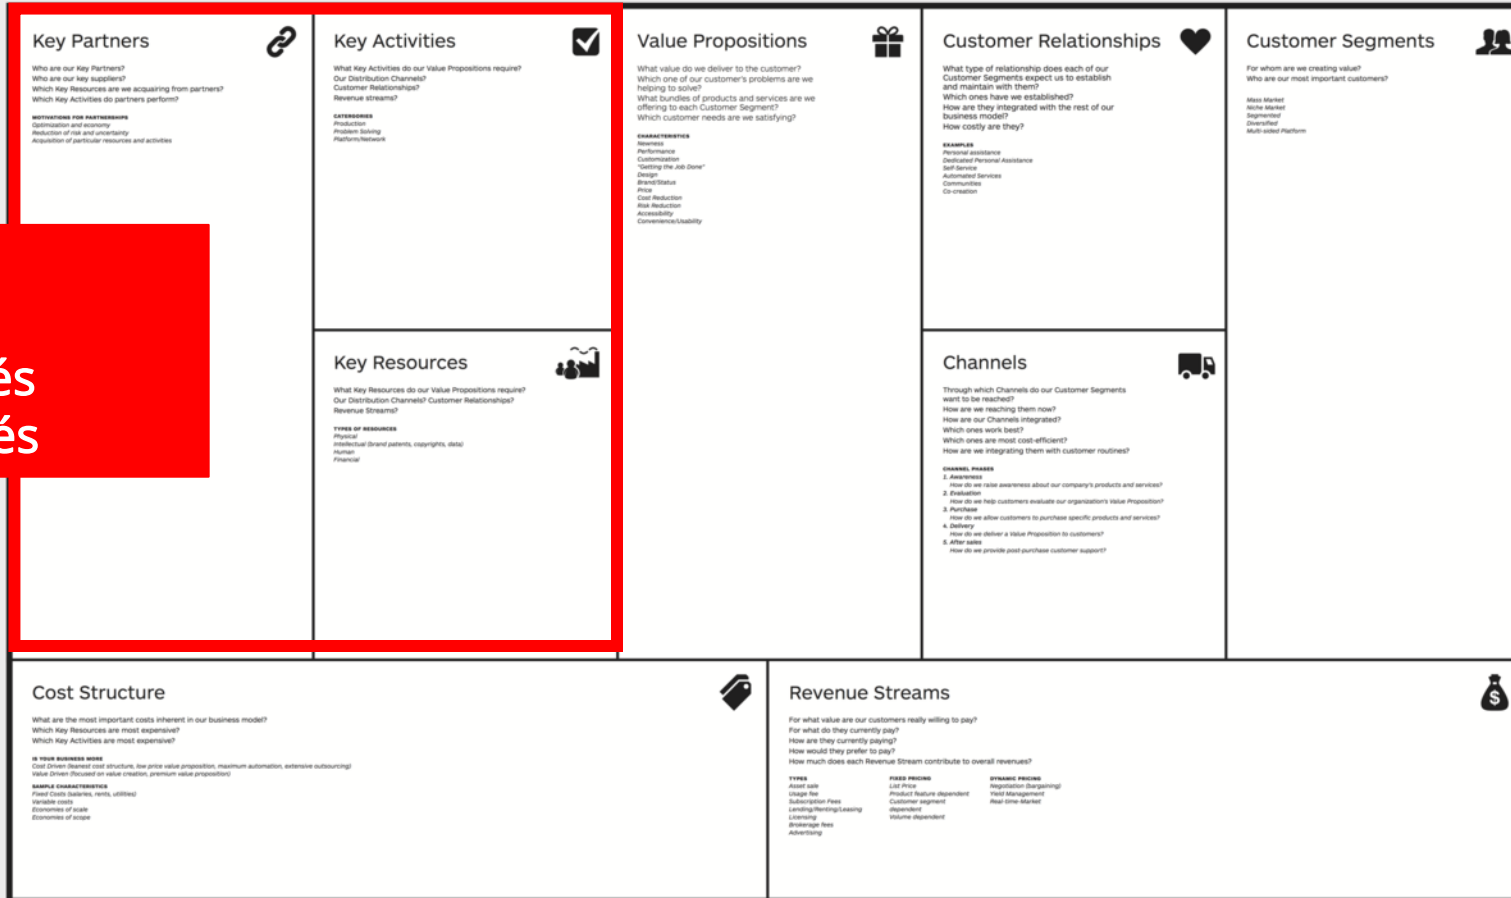 Key Partners
Who are our Key Partners?
Who are our key suppliers?
Which Key Resources are we acquairing from partners?
Which Key Activities do partners perform?
MOTIVATIONS FOR PARTNERSHIPS
Optimization and economy
Reduction of risk and uncertainty
Acquisition of particular resources and activities
és
és
Key Activities
What Key Activities do our Value Propositions require?
Our Distribution Channels?
Customer Relationships?
Revenue streams?
CATERGORIES
Production
Problem Solving
Platform/Network
Key Resources
What Key Resources do our Value Propositions require?
Our Distribution Channels? Customer Relationships?
Revenue Streams?
TYPES OF RESOURCES
Physical
Intellectual (brand patents, copyrights, data)
Human
Financial
Value Propositions
What value do we deliver to the customer?
Which one of our customer's problems are we
helping to solve?
What bundles of products and services are we
offering to each Customer Segment?
Which customer needs are we satisfying?
CHARACTERISTICS
Newness
Performance
Customization
"Getting the Job Done"
Design
Brand/Status
Price
Cost Reduction
Risk Reduction
Accessibility
Convenience/Usability
Customer Relationships
What type of relationship does each of our
Customer Segments expect us to establish
and maintain with them?
Which ones have we established?
How are they integrated with the rest of our
business model?
How costly are they?
EXAMPLES
Personal assistance
Dedicated Personal Assistance
Self-Service
Automated Services
Communities
Co-creation
Channels
Through which Channels do our Customer Segments
want to be reached?
How are we reaching them now?
How are our Channels integrated?
Which ones work best?
Which ones are most cost-efficient?
How are we integrating them with customer routines?
CHANNEL PHASES
1. Awareness
How do we raise awareness about our company's products and services?
2. Evaluation
How do we help customers evaluate our organization's Value Proposition?
3. Purchase
How do we allow customers to purchase specific products and services?
4. Delivery
How do we deliver a Value Proposition to customers?
5. After sales
How do we provide post-purchase customer support?
Customer Segments
For whom are we creating value?
Who are our most important customers?
Mass Market
Niche Market
Segmented
Diversified
Multi-sided Platform
Cost Structure
What are the most important costs inherent in our business model?
Which Key Resources are most expensive?
Which Key Activities are most expensive?
IS YOUR BUSINESS MORE
Cost Driven (leanest cost structure, low price value proposition, maximum automation, extensive outsourcing)
Value Driven (focused on value creation, premium value proposition)
SAMPLE CHARACTERISTICS
Fixed Costs (salaries, rents, utilities)
Variable costs
Economies of scale
Economies of scope
Revenue Streams
For what value are our customers really willing to pay?
For what do they currently pay?
How are they currently paying?
How would they prefer to pay?
How much does each Revenue Stream contribute to overall revenues?
TYPES
Asset sale
Usage fee
Subscription Fees
Lending/Renting/Leasing
Licensing
Brokerage fees
Advertising
FIXED PRICING
List Price
Product feature dependent
Customer segment
dependent
Volume dependent
DYNAMIC PRICING
Negotiation (bargaining)
Yield Management
Real-time-Market
$